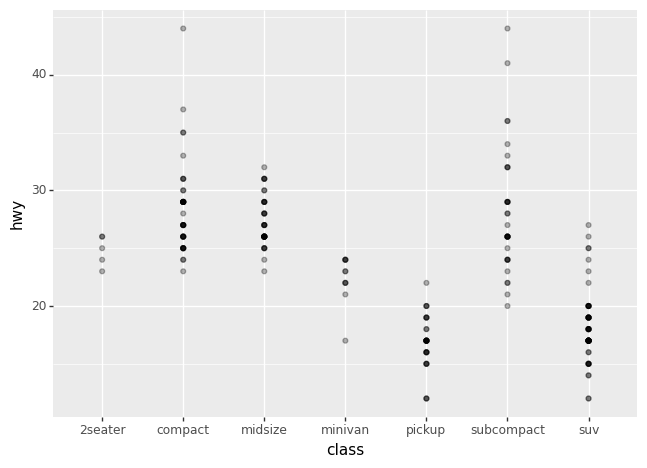 40
30
20
hwy
2seater compact midsize minivan pickup subcompact suv
class